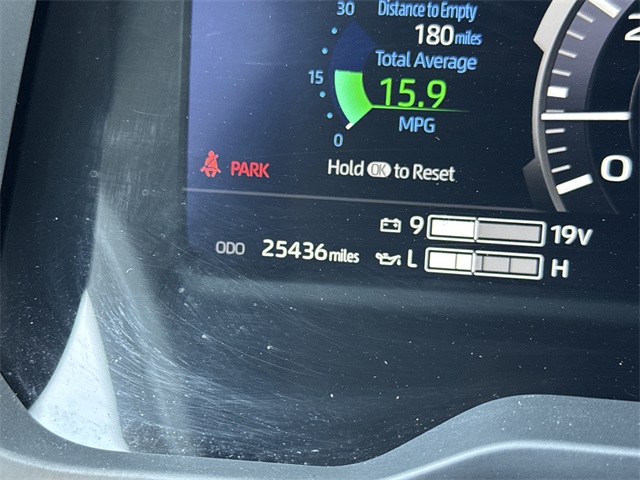 30
Distance to Empty
180 miles
Total Average
15
15.9
MPG
0
PARK
Hold OK to Reset
0
9
19V
ODO 25436 miles
L
H